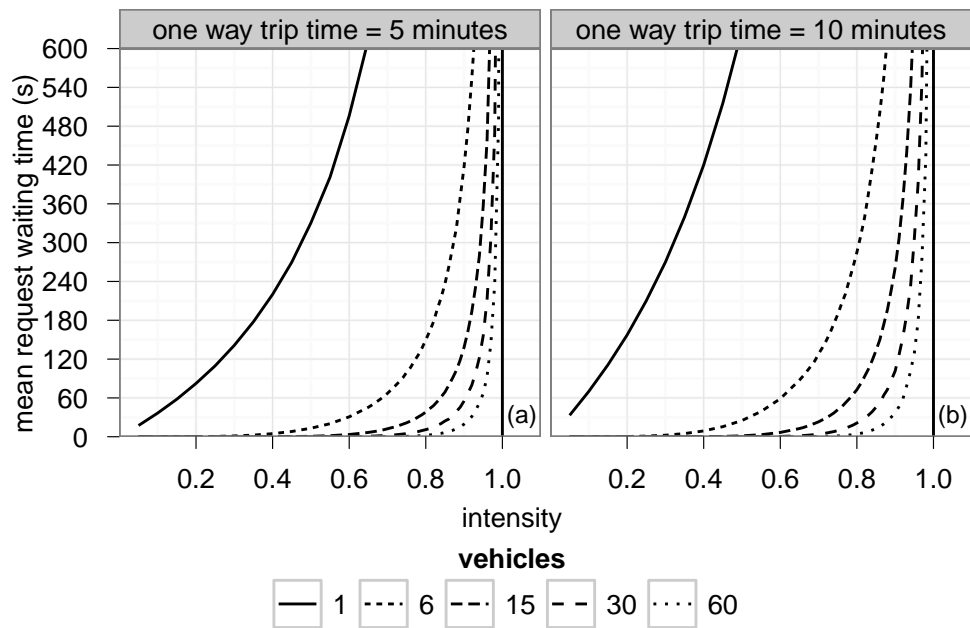 one way trip time = 5 minutes one way trip time = 10 minutes
mean request waiting time (s)
600
540
480
420
360
300
240
180
120
60
0
(a) (b)
0.2 0.4 0.6 0.8 1.0 0.2 0.4 0.6 0.8 1.0
intensity
vehicles
1 6 15 30 60